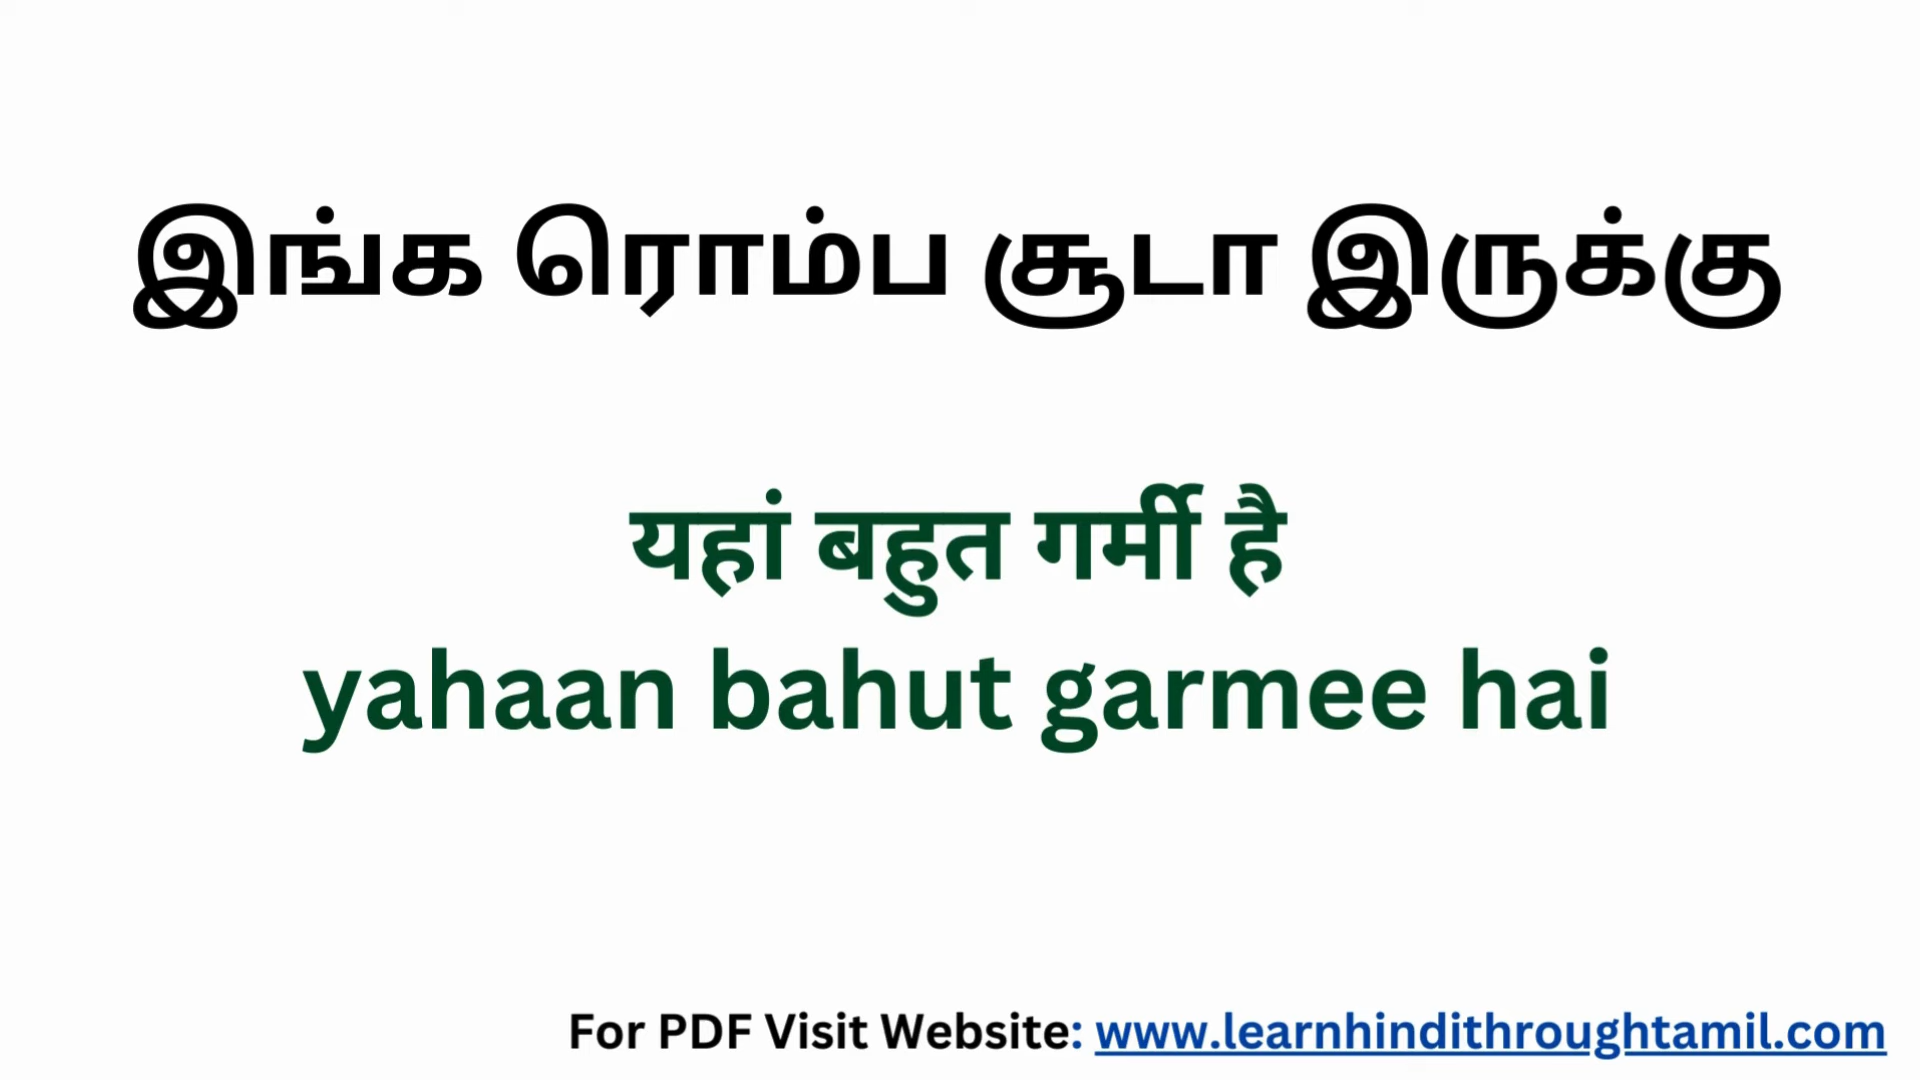 இங்க ரொம்ப சூடா இருக்கு
यहां बहुत गर्मी है
yahaan bahut garmee hai
For PDF Visit Website: www.learnhindithroughtamil.com